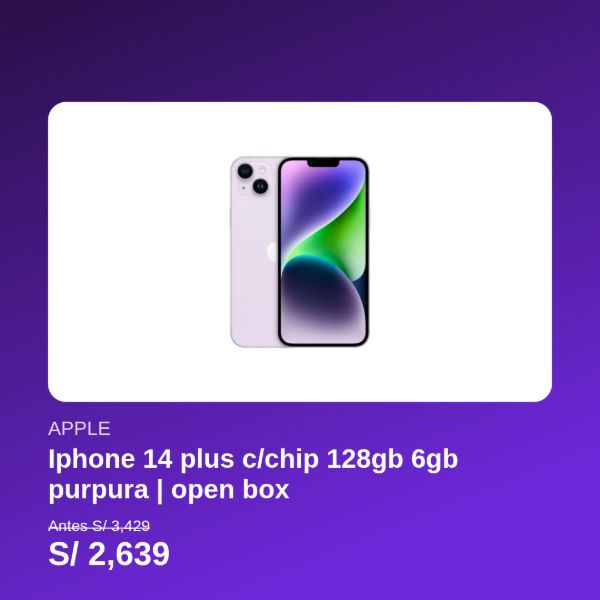 APPLE
Iphone 14 plus c/chip 128gb 6gb
purpura | open box
Antes S/ 3,429
S/ 2,639